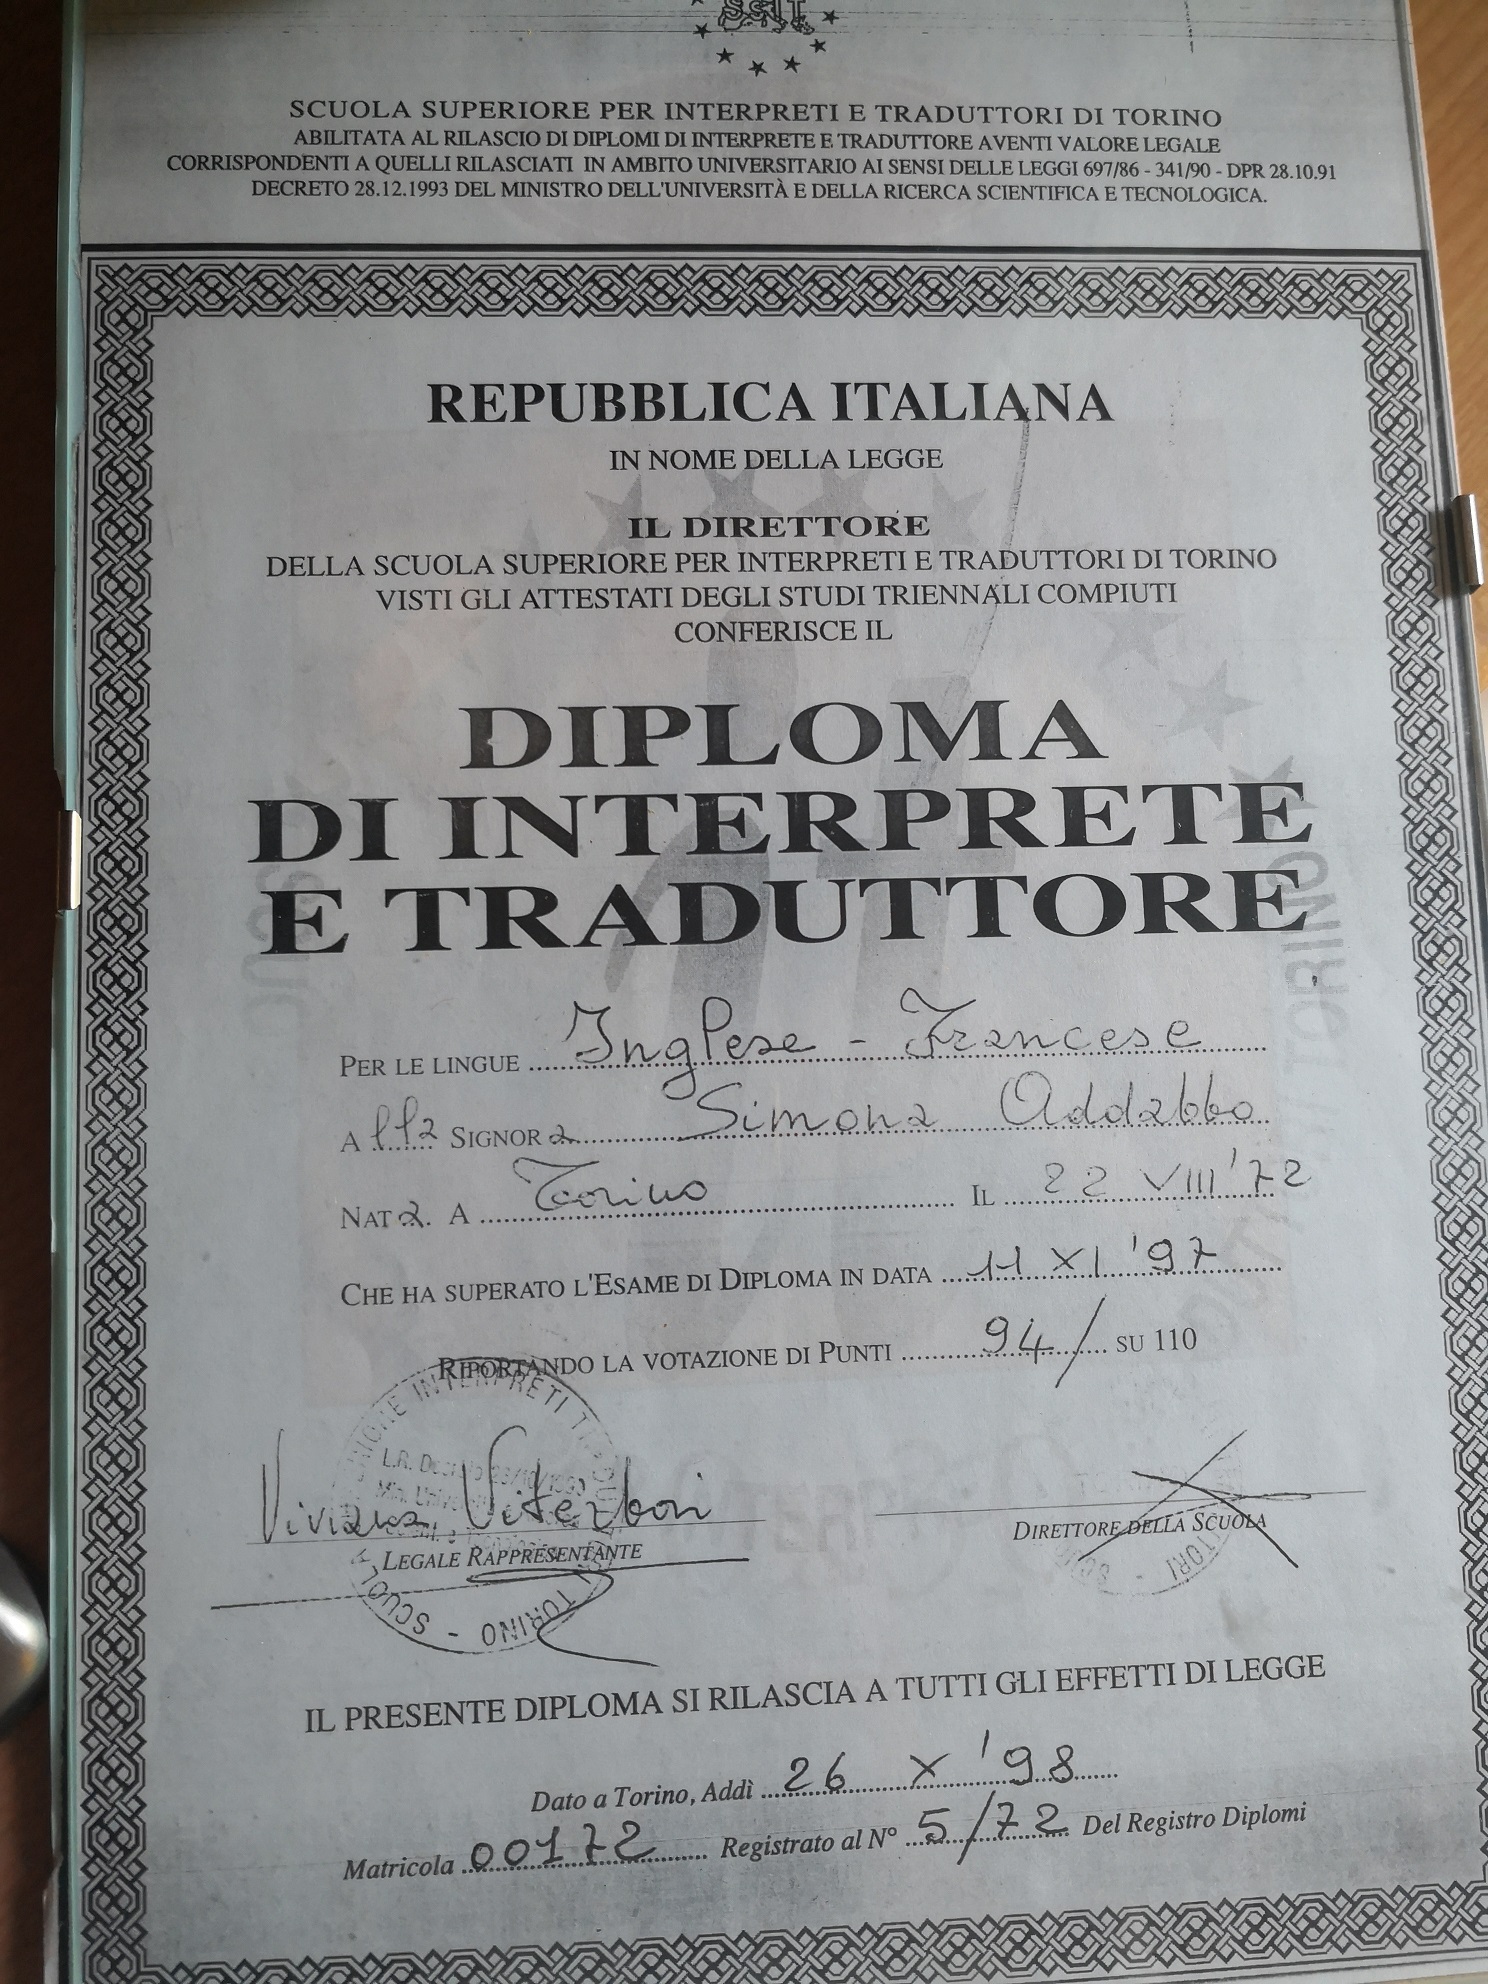 SSIT
SCUOLA SUPERIORE PER INTERPRETI E TRADUTTORI DI TORINO
ABILITATA AL RILASCIO DI DIPLOMI DI INTERPRETE E TRADUTTORE AVENTI VALORE LEGALE
CORRISPONDENTI A QUELLI RILASCIATI IN AMBITO UNIVERSITARIO AI SENSI DELLE LEGGI 697/86 - 341/90 - DPR 28.10.91
DECRETO 28.12.1993 DEL MINISTRO DELL'UNIVERSITÀ E DELLA RICERCA SCIENTIFICA E TECNOLOGICA.
REPUBBLICA ITALIANA
IN NOME DELLA LEGGE
IL DIRETTORE
DELLA SCUOLA SUPERIORE PER INTERPRETI E TRADUTTORI DI TORINO
VISTI GLI ATTESTATI DEGLI STUDI TRIENNALI COMPIUTI
CONFERISCE IL
DIPLOMA
DI INTERPRETE
E TRADUTTORE
PER LE LINGUE Inglese - Francese
A lla SIGNORa Simona Addabbo
NATa A Torino IL 22 VIII '72
CHE HA SUPERATO L'ESAME DI DIPLOMA IN DATA 11 XI '97
RIPORTANDO LA VOTAZIONE DI PUNTI 94/ SU 110
Viviana Viterbori
LEGALE RAPPRESENTANTE
DIRETTORE DELLA SCUOLA
INTERPRETI
L.R.
TORINO - SCUOLA
IL PRESENTE DIPLOMA SI RILASCIA A TUTTI GLI EFFETTI DI LEGGE
Dato a Torino, Addì 26 X '98
Matricola 00172 Registrato al N° 5/72 Del Registro Diplomi